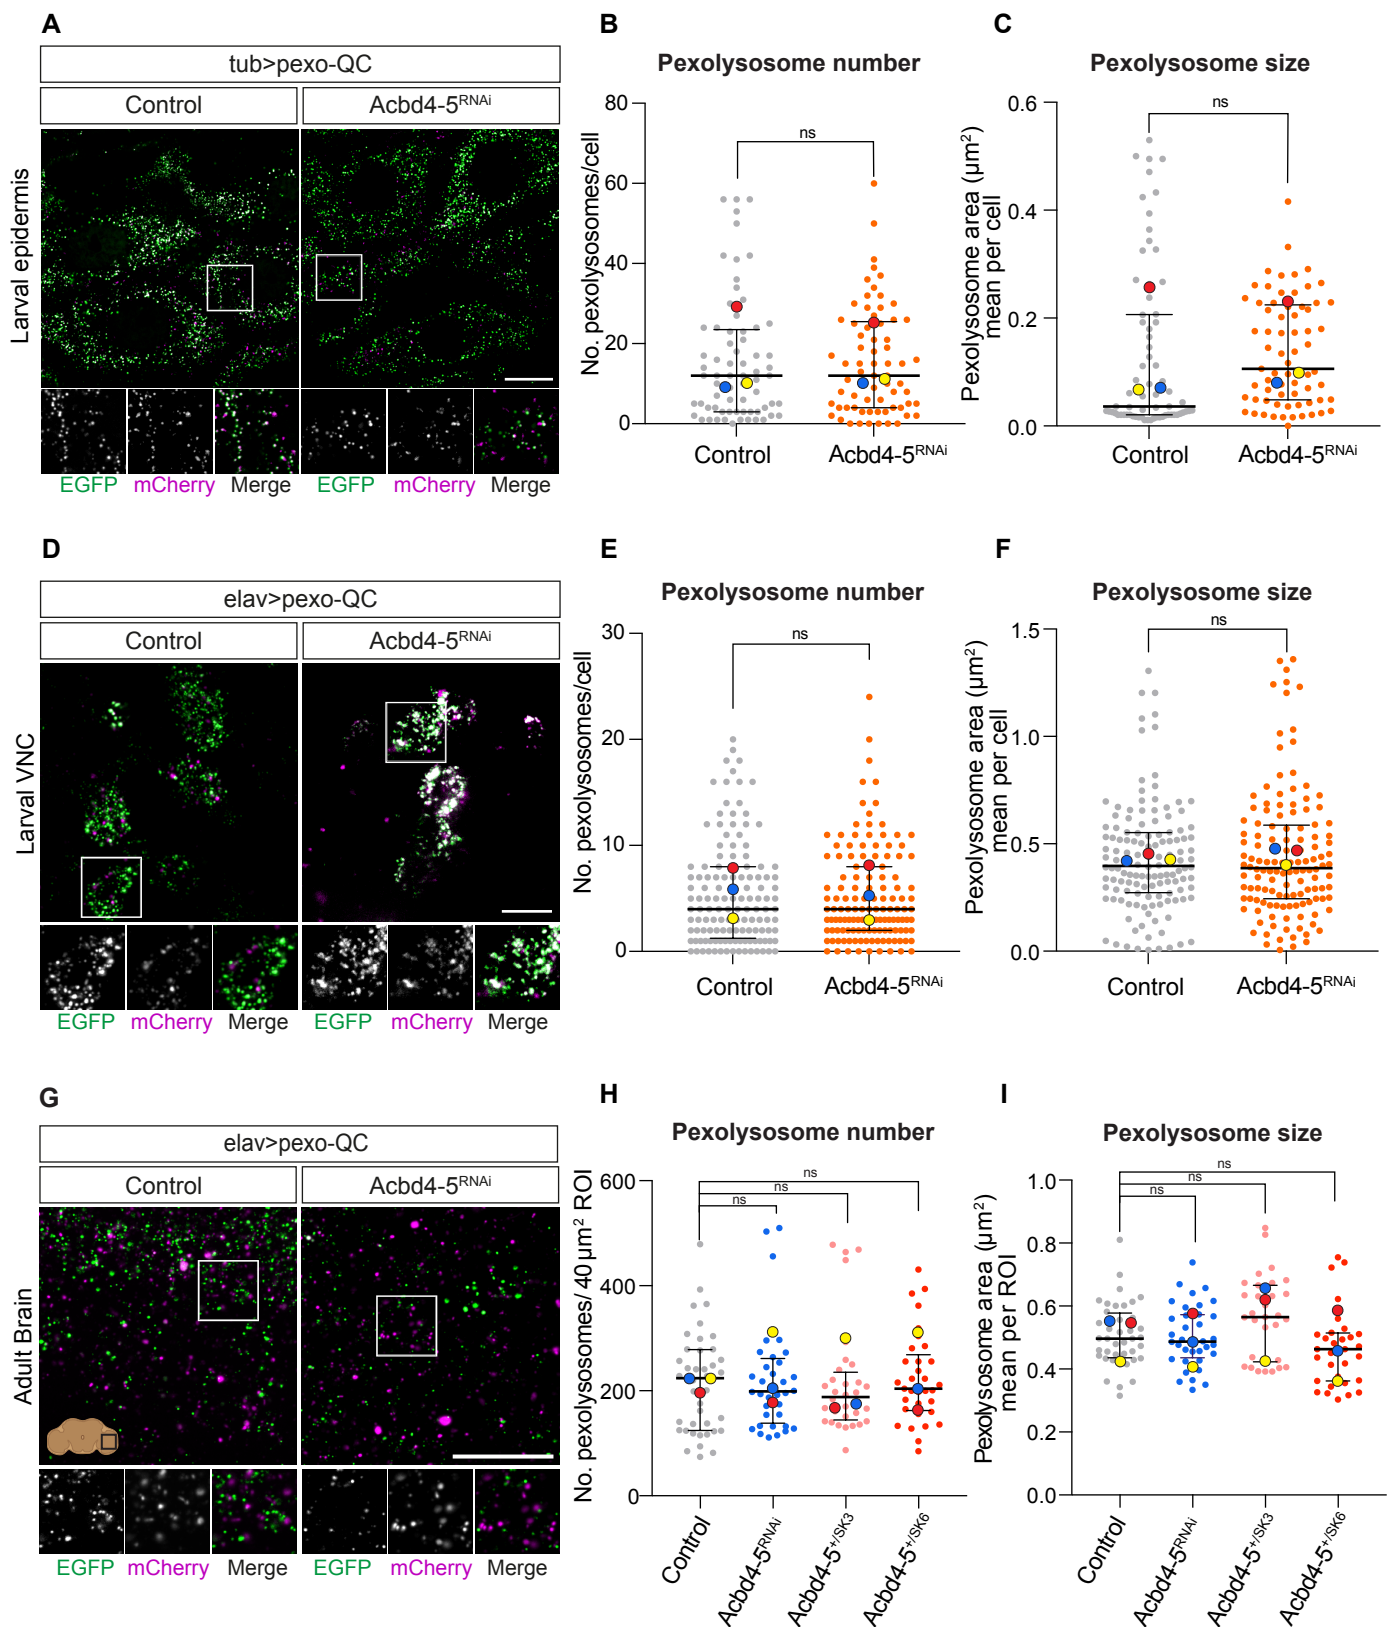 A
tub>pexo-QC
Control
Acbd4-5RNAi
Larval epidermis
EGFP mCherry Merge
EGFP mCherry Merge
B
Pexolysosome number
No. pexolysosomes/cell
80
60
40
20
0
ns
Control
Acbd4-5RNAi
C
Pexolysosome size
Pexolysosome area (µm²)
mean per cell
0.6
0.4
0.2
0.0
ns
Control
Acbd4-5RNAi
D
elav>pexo-QC
Control
Acbd4-5RNAi
Larval VNC
EGFP mCherry Merge
EGFP mCherry Merge
E
Pexolysosome number
No. pexolysosomes/cell
30
20
10
0
ns
Control
Acbd4-5RNAi
F
Pexolysosome size
Pexolysosome area (µm²)
mean per cell
1.5
1.0
0.5
0.0
ns
Control
Acbd4-5RNAi
G
elav>pexo-QC
Control
Acbd4-5RNAi
Adult Brain
EGFP mCherry Merge
EGFP mCherry Merge
H
Pexolysosome number
No. pexolysosomes/ 40 µm² ROI
600
400
200
0
ns
ns
ns
Control
Acbd4-5RNAi
Acbd4-5+/SK3
Acbd4-5+/SK6
I
Pexolysosome size
Pexolysosome area (µm²)
mean per ROI
1.0
0.8
0.6
0.4
0.2
0.0
ns
ns
ns
Control
Acbd4-5RNAi
Acbd4-5+/SK3
Acbd4-5+/SK6